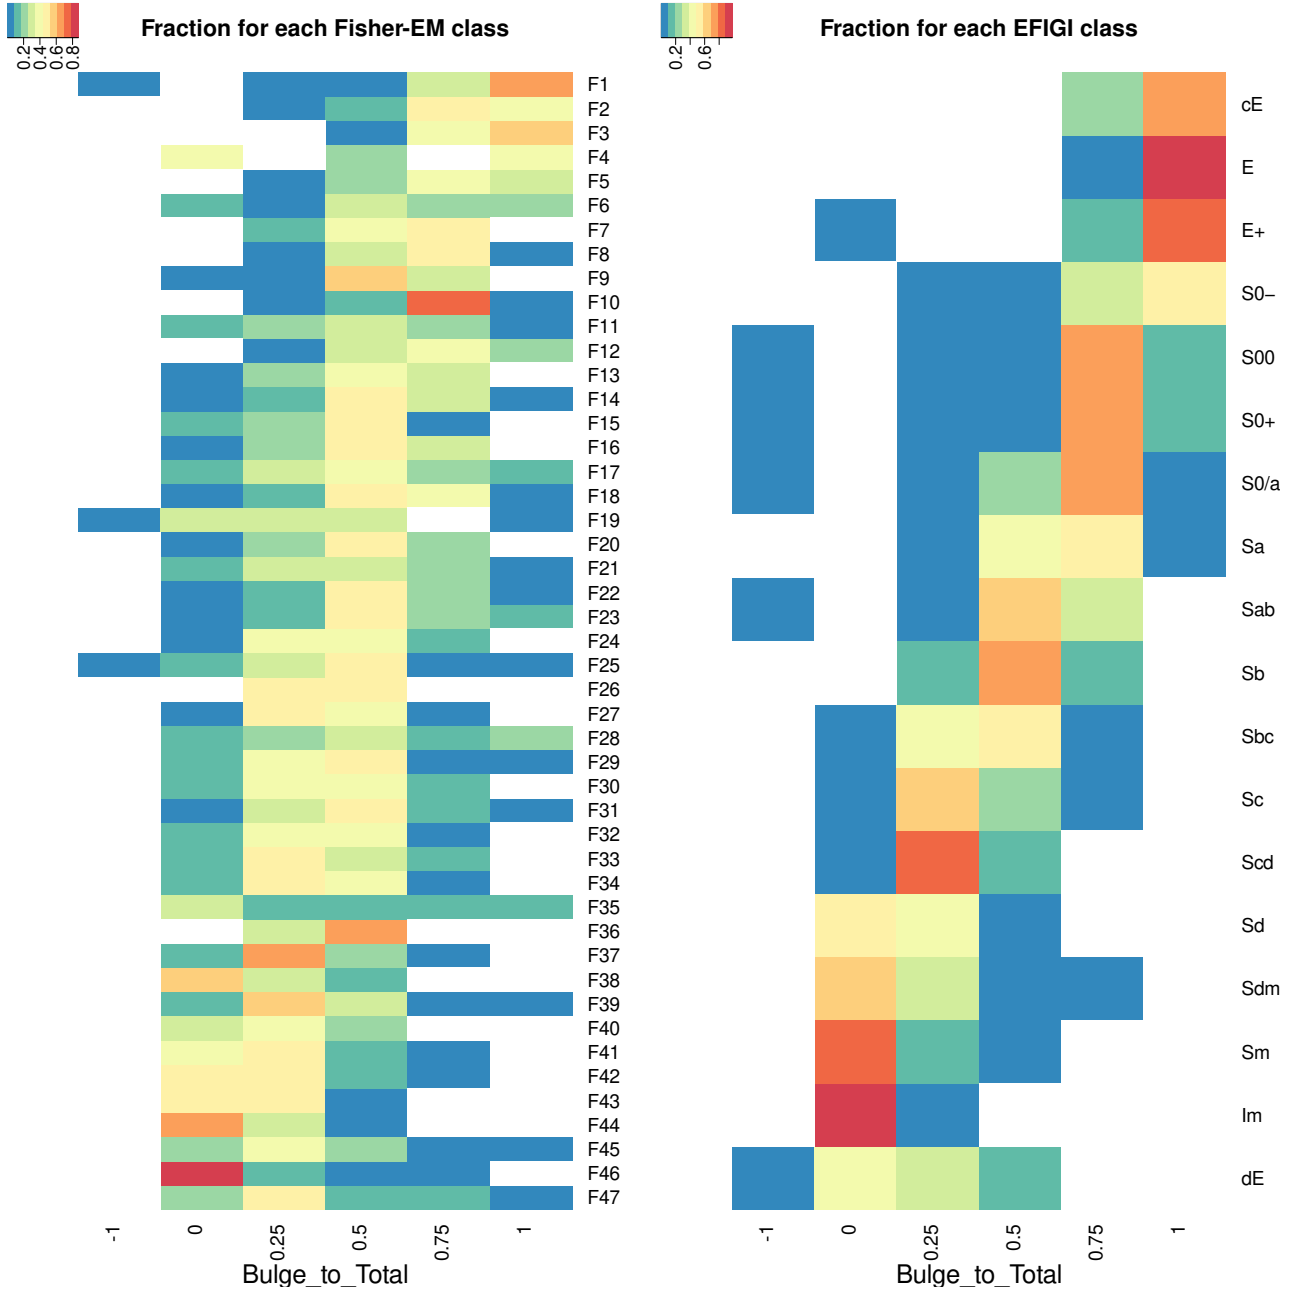 Fraction for each Fisher-EM class
0.2
0.4
0.6
0.8
F1
F2
F3
F4
F5
F6
F7
F8
F9
F10
F11
F12
F13
F14
F15
F16
F17
F18
F19
F20
F21
F22
F23
F24
F25
F26
F27
F28
F29
F30
F31
F32
F33
F34
F35
F36
F37
F38
F39
F40
F41
F42
F43
F44
F45
F46
F47
-1
0
0.25
0.5
0.75
1
Bulge_to_Total
Fraction for each EFIGI class
0.2
0.6
cE
E
E+
S0−
S00
S0+
S0/a
Sa
Sab
Sb
Sbc
Sc
Scd
Sd
Sdm
Sm
Im
dE
-1
0
0.25
0.5
0.75
1
Bulge_to_Total